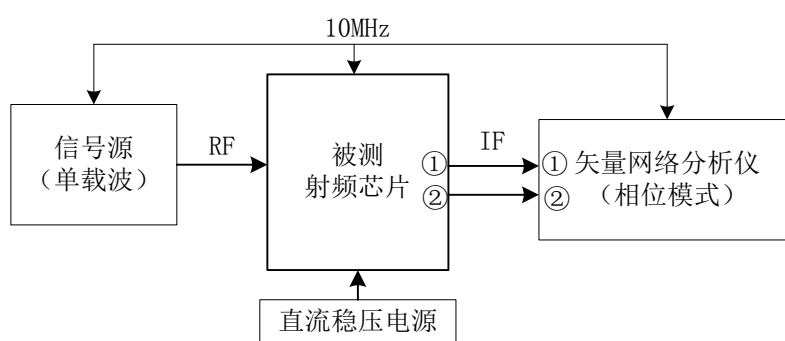 10MHz
信号源
（单载波）
RF
被测
射频芯片
①
②
IF
① 矢量网络分析仪
② （相位模式）
直流稳压电源